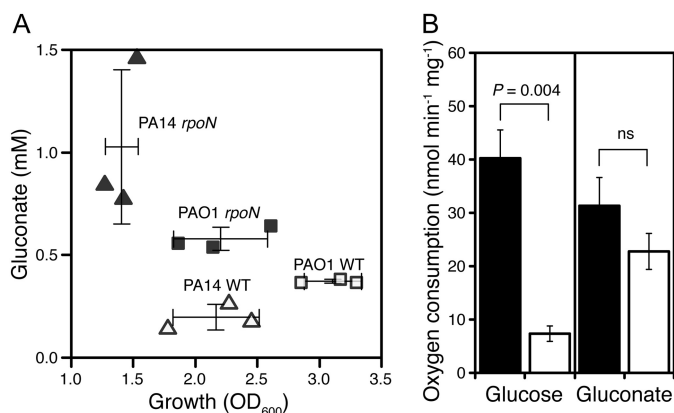 A
1.5
1.0
0.5
0.0
Gluconate (mM)
PA14 rpoN
PAO1 rpoN
PAO1 WT
PA14 WT
1.0 1.5 2.0 2.5 3.0 3.5
Growth (OD600)
B
60
50
40
30
20
10
0
Oxygen consumption (nmol min−1 mg−1)
P = 0.004
ns
Glucose Gluconate